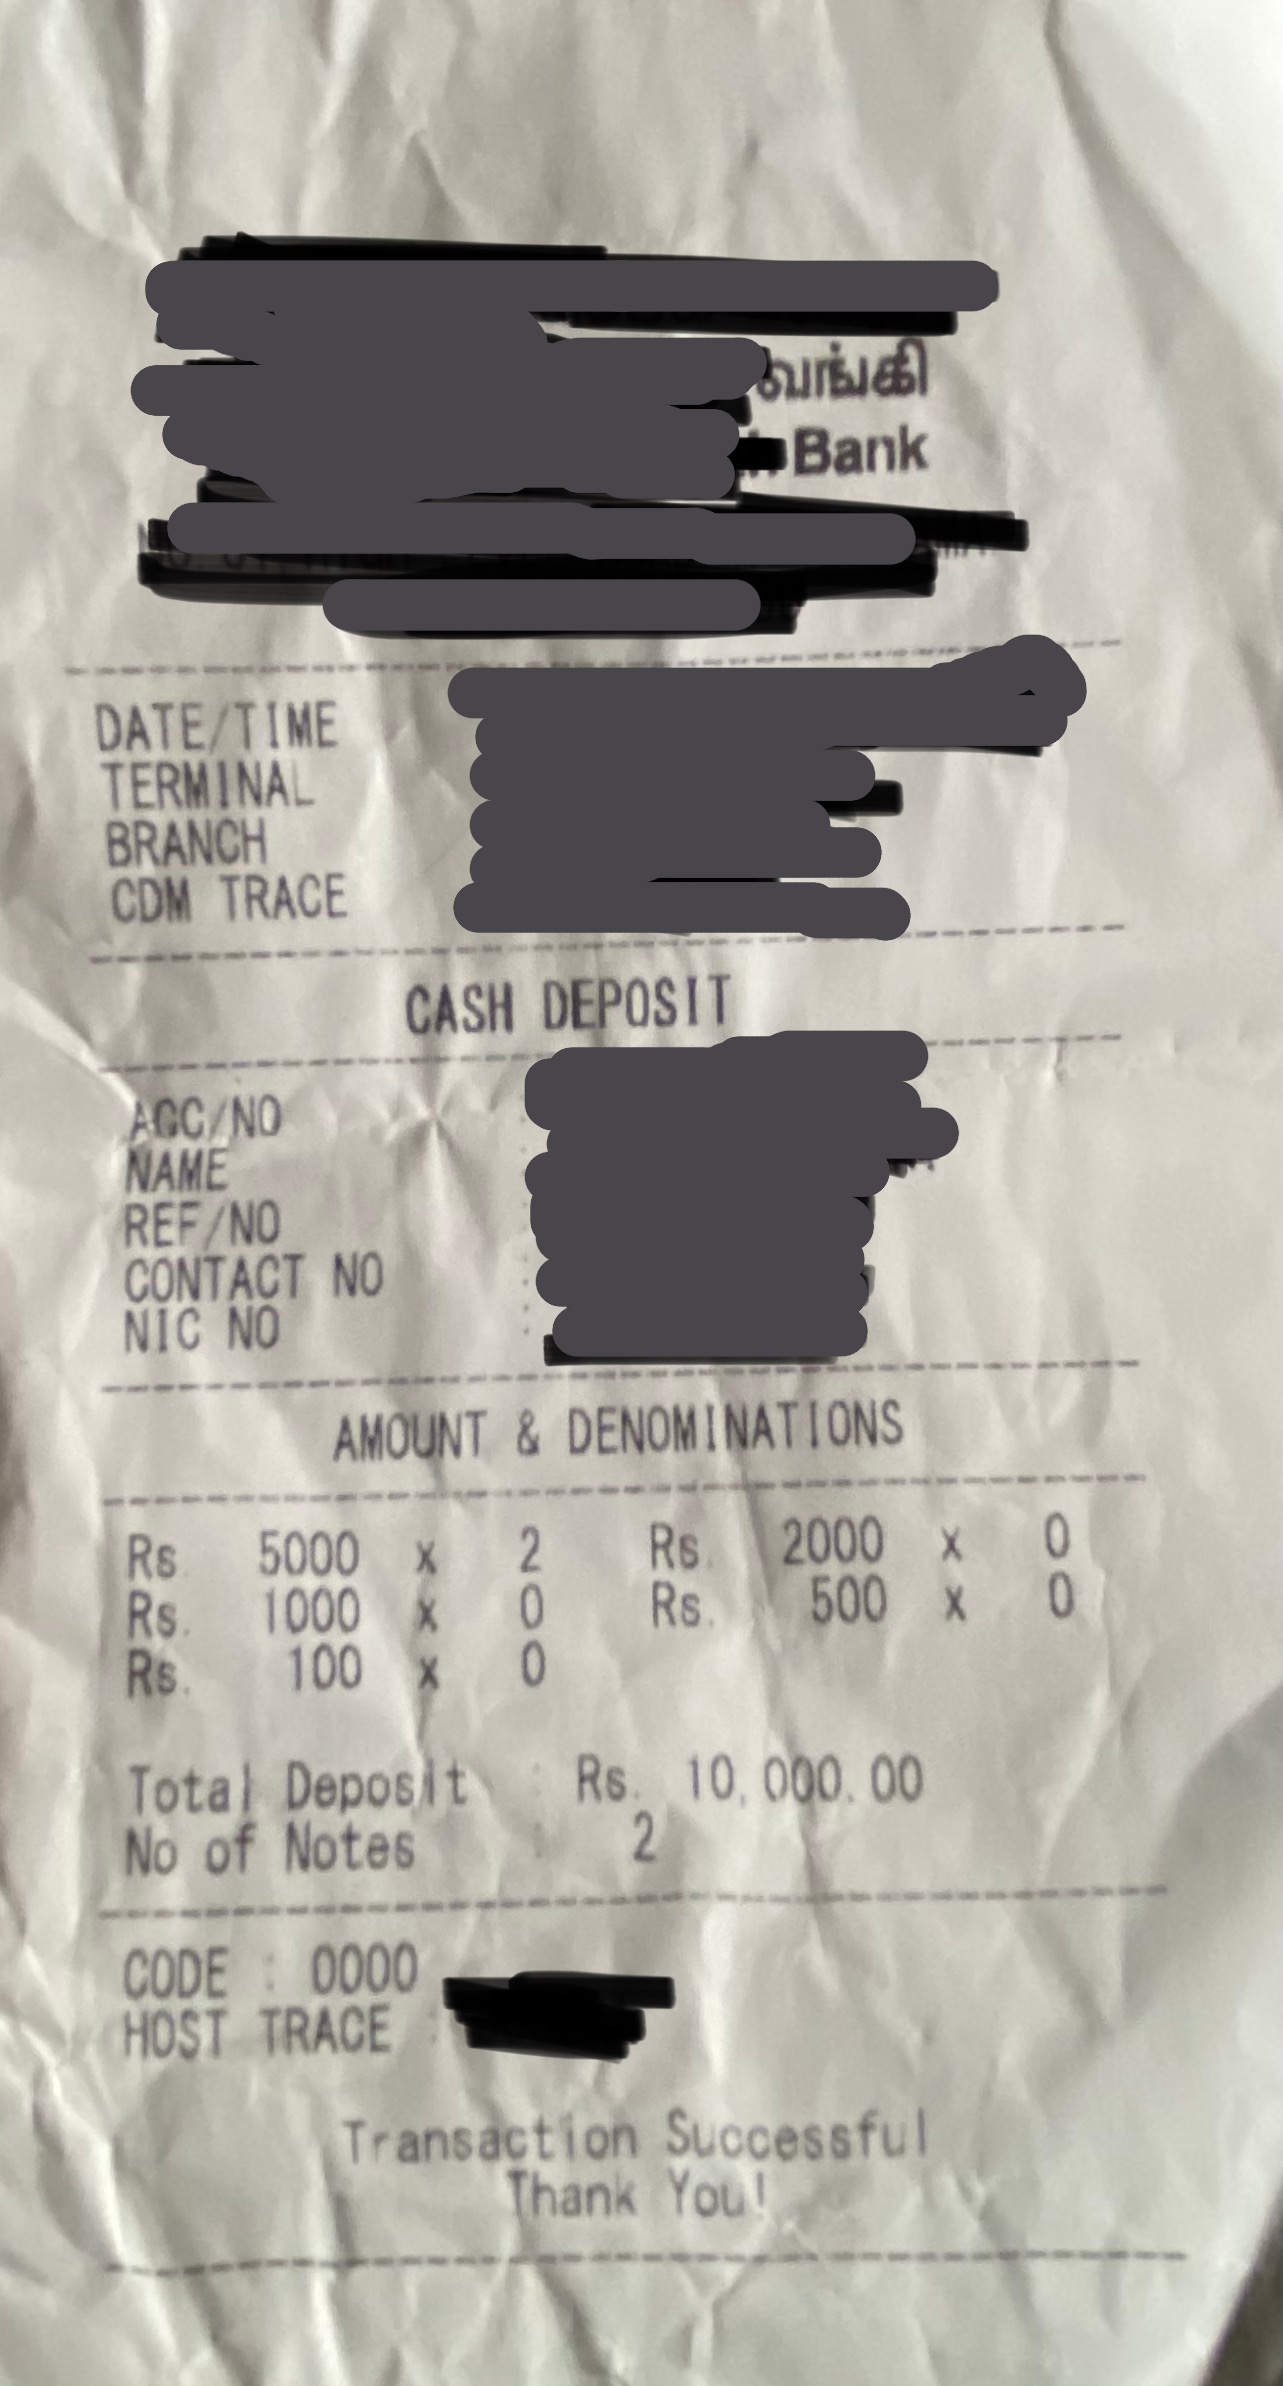 வங்கி
Bank
DATE/TIME
TERMINAL
BRANCH
CDM TRACE
CASH DEPOSIT
ACC/NO
NAME
REF/NO
CONTACT NO :
NIC NO :
AMOUNT & DENOMINATIONS
Rs. 5000 x 2 Rs. 2000 x 0
Rs. 1000 x 0 Rs. 500 x 0
Rs. 100 x 0
Total Deposit : Rs. 10,000.00
No of Notes : 2
CODE : 0000
HOST TRACE :
Transaction Successful
Thank You!